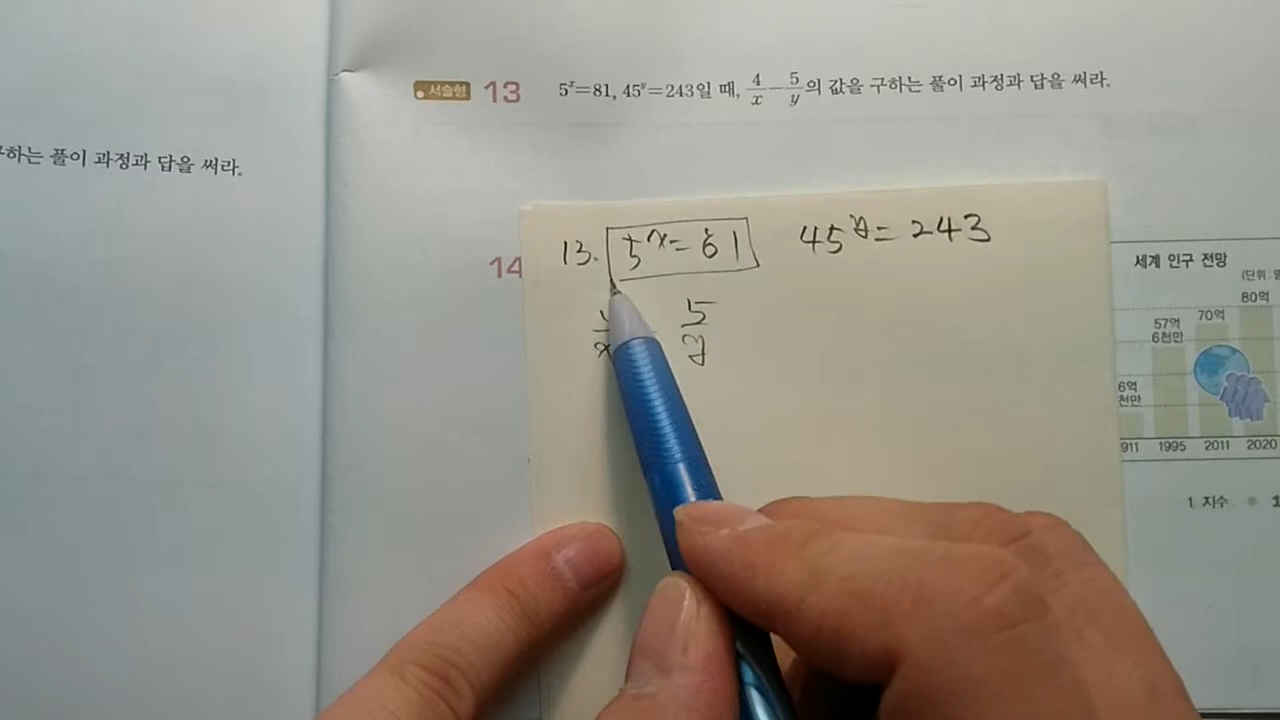 서술형 13 5ˣ=81, 45ʸ=243일 때, 4/x-5/y의 값을 구하는 풀이 과정과 답을 써라.
구하는 풀이 과정과 답을 써라.
13. 5ˣ=81 45ʸ=243
5/y
14
세계 인구 전망
80억
70억
57억
6천만
6억
천만
911 1995 2011 2020
1. 지수